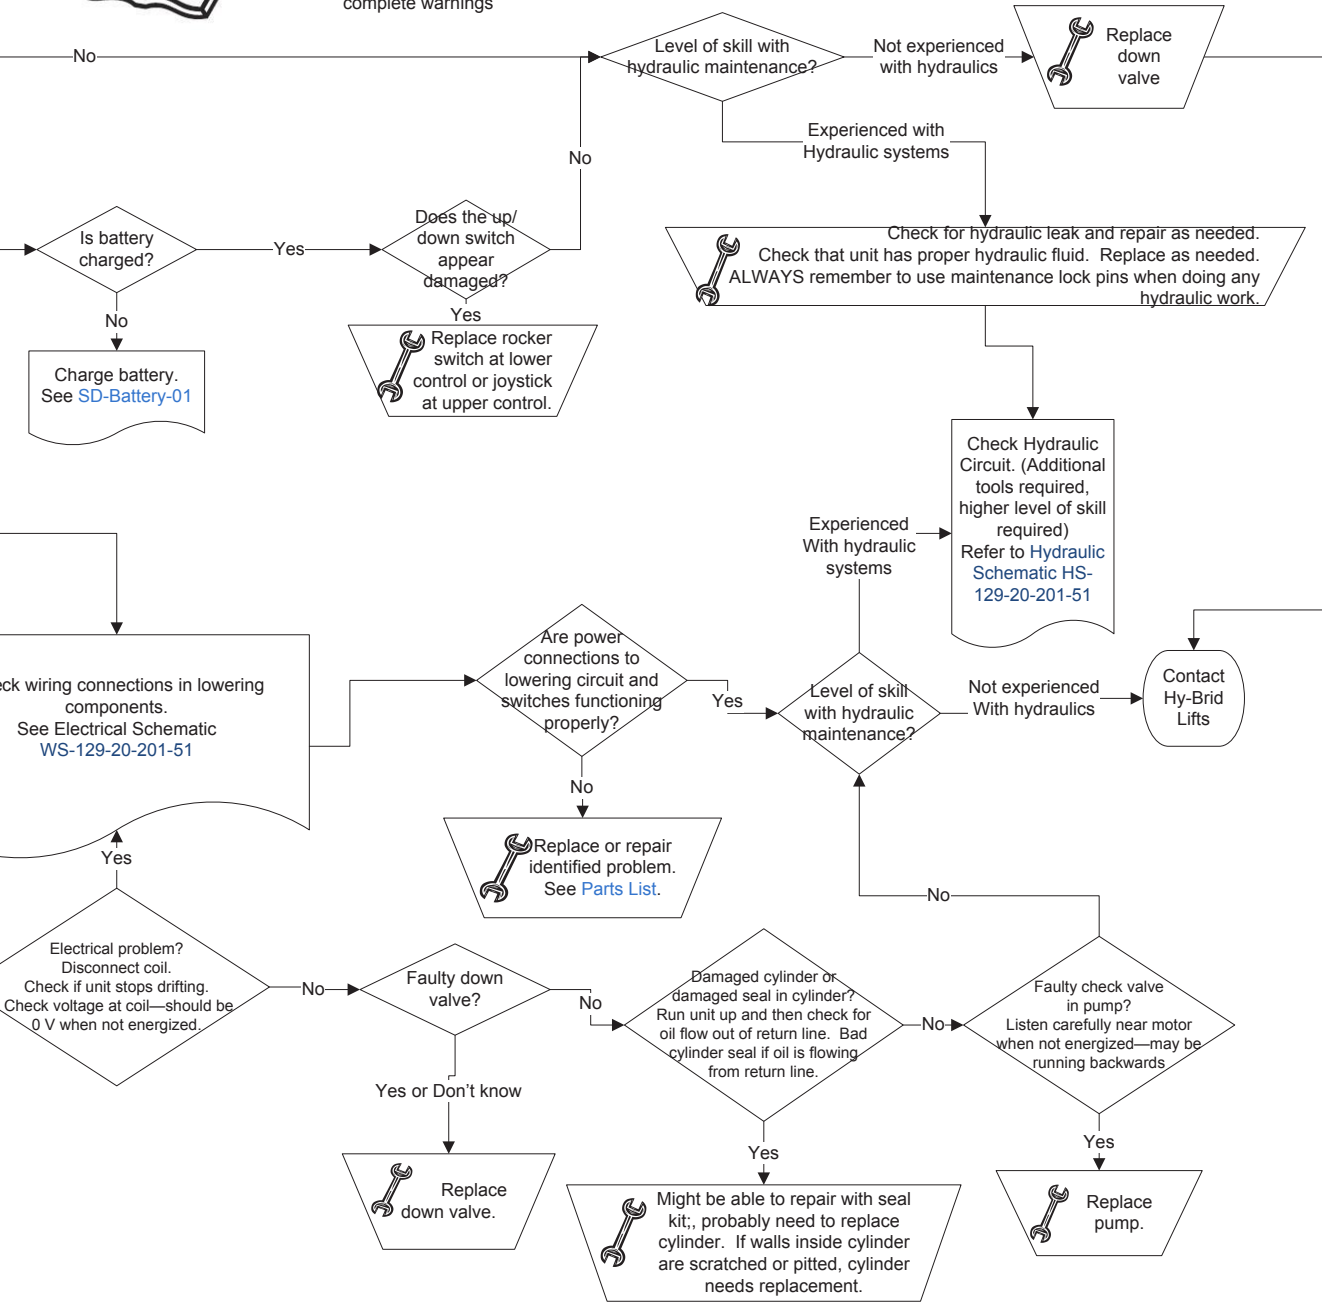 complete warnings
No
Level of skill with
hydraulic maintenance?
Not experienced
with hydraulics
Replace
down
valve
Experienced with
Hydraulic systems
No
Is battery
charged?
Yes
Does the up/
down switch
appear
damaged?
Check for hydraulic leak and repair as needed.
Check that unit has proper hydraulic fluid.  Replace as needed.
ALWAYS remember to use maintenance lock pins when doing any
hydraulic work.
No
Yes
Replace rocker
switch at lower
control or joystick
at upper control.
Charge battery.
See SD-Battery-01
Check Hydraulic
Circuit. (Additional
tools required,
higher level of skill
required)
Refer to Hydraulic
Schematic HS-
129-20-201-51
Experienced
With hydraulic
systems
Are power
connections to
lowering circuit and
switches functioning
properly?
Yes
Level of skill
with hydraulic
maintenance?
Not experienced
With hydraulics
Contact
Hy-Brid
Lifts
eck wiring connections in lowering
components.
See Electrical Schematic
WS-129-20-201-51
No
Replace or repair
identified problem.
See Parts List.
Yes
No
Electrical problem?
Disconnect coil.
Check if unit stops drifting.
Check voltage at coil—should be
0 V when not energized.
No
Faulty down
valve?
No
Damaged cylinder or
damaged seal in cylinder?
Run unit up and then check for
oil flow out of return line.  Bad
cylinder seal if oil is flowing
from return line.
No
Faulty check valve
in pump?
Listen carefully near motor
when not energized—may be
running backwards
Yes or Don't know
Yes
Yes
Replace
down valve.
Might be able to repair with seal
kit;, probably need to replace
cylinder.  If walls inside cylinder
are scratched or pitted, cylinder
needs replacement.
Replace
pump.